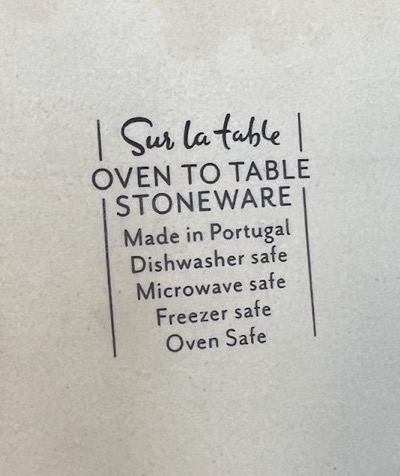 Sur la table
OVEN TO TABLE
STONEWARE
Made in Portugal
Dishwasher safe
Microwave safe
Freezer safe
Oven Safe